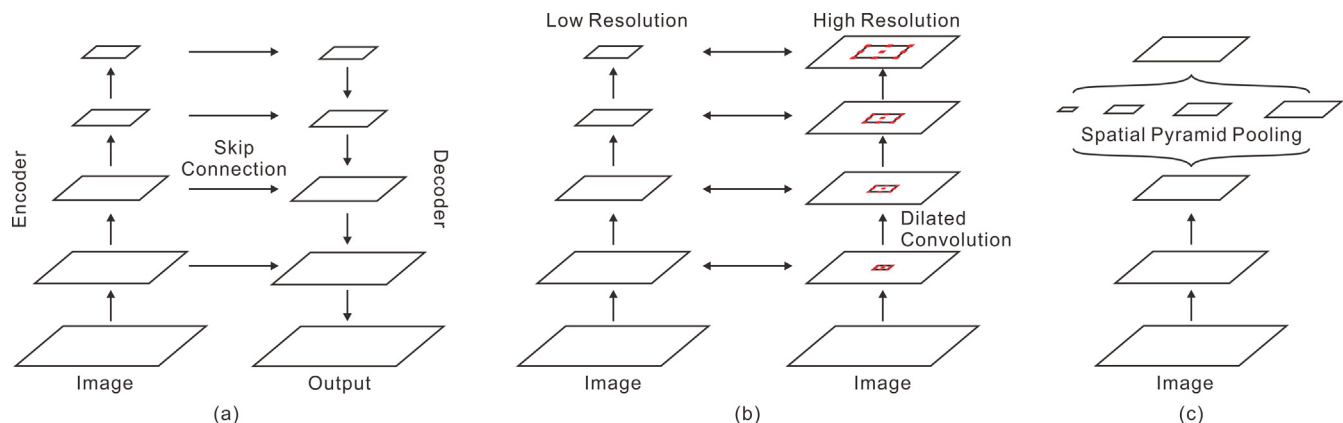 Encoder
Skip
Connection
Decoder
Image
Output
(a)
Low Resolution
High Resolution
Dilated
Convolution
Image
Image
(b)
Spatial Pyramid Pooling
Image
(c)